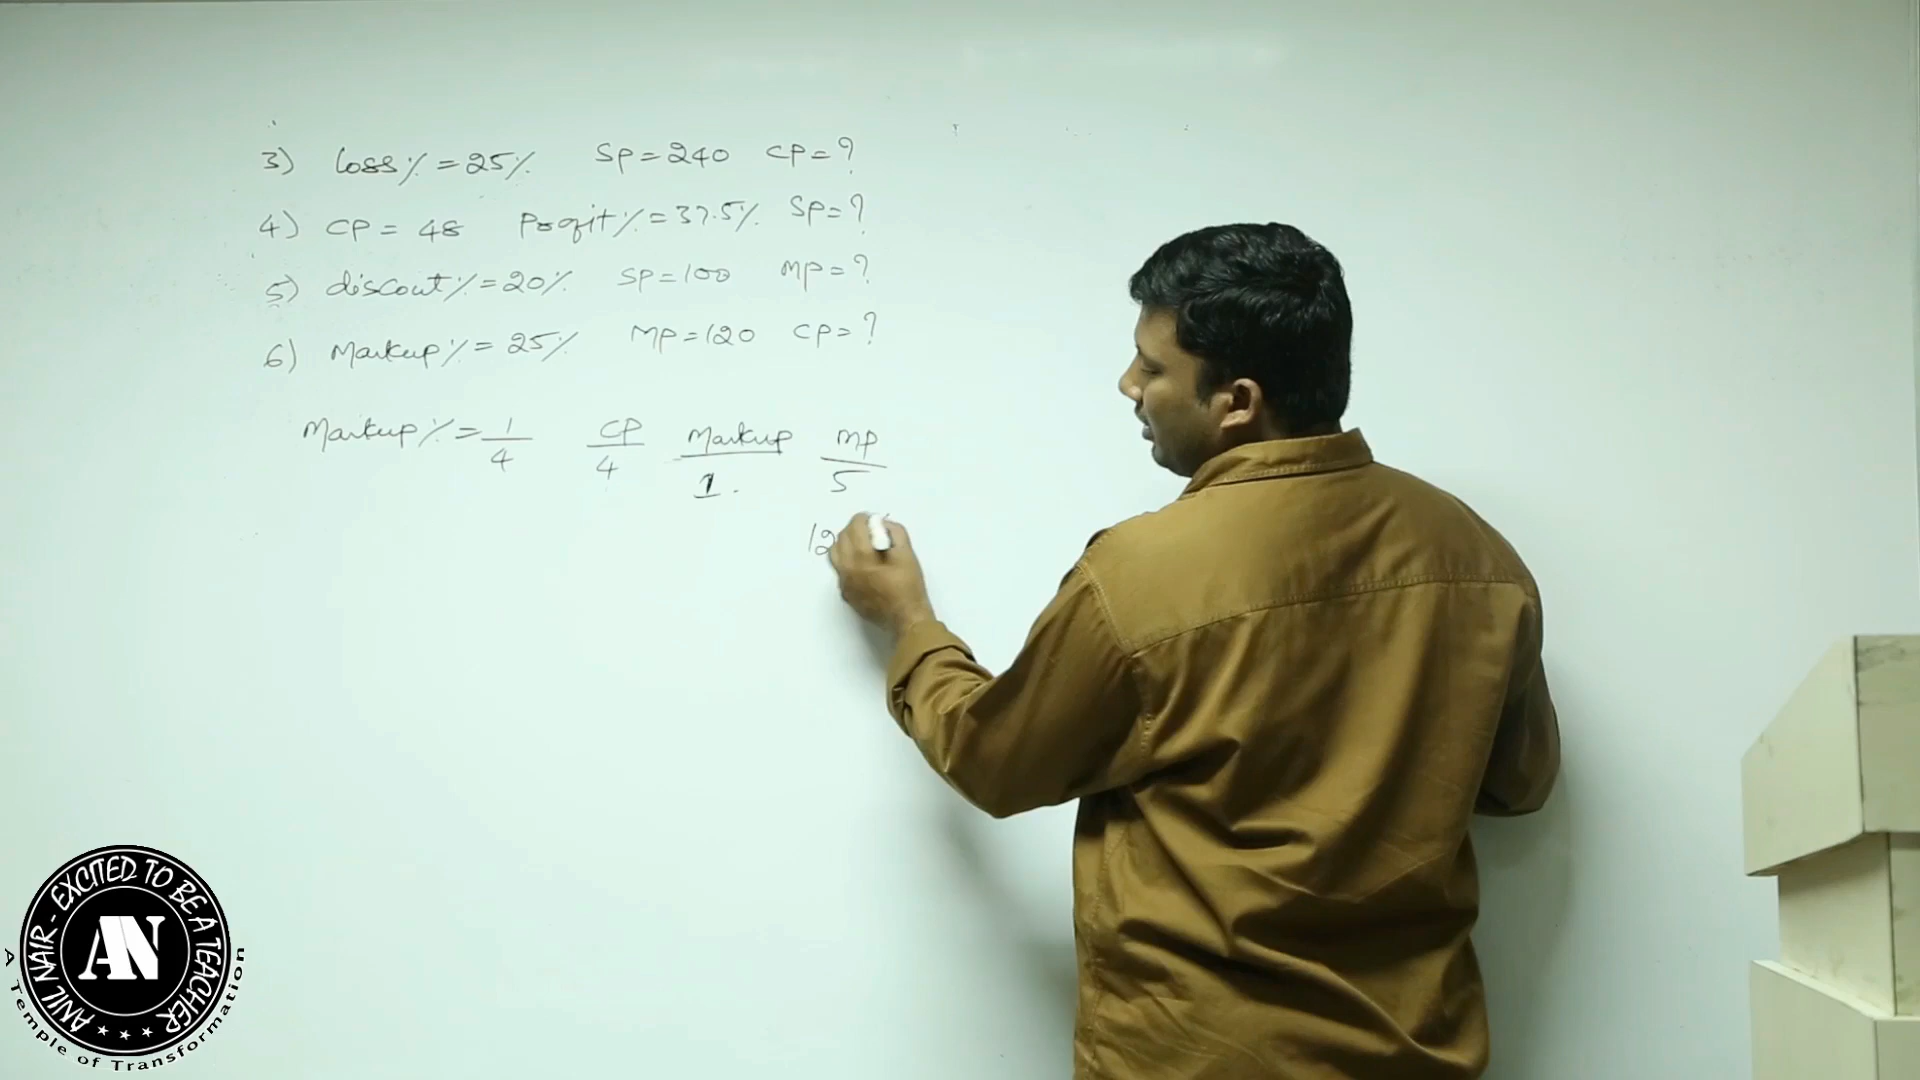 3) Loss% = 25% SP = 240 CP = ?
4) CP = 48 Profit% = 37.5% SP = ?
5) discout% = 20% SP = 100 MP = ?
6) Markup% = 25% MP = 120 CP = ?
Markup% = 1/4 CP/4 Markup/1. MP/5
12
ANIL NAIR - EXCITED TO BE A TEACHER
AN
A Temple of Transformation